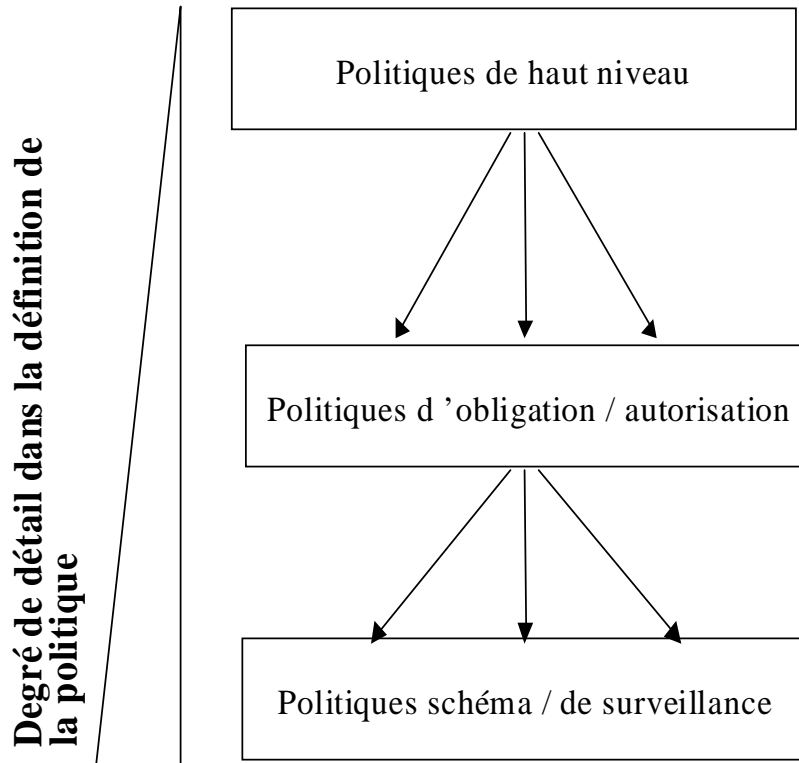 Politiques de haut niveau
Degré de détail dans la définition de
la politique
Politiques d ’obligation / autorisation
Politiques schéma / de surveillance